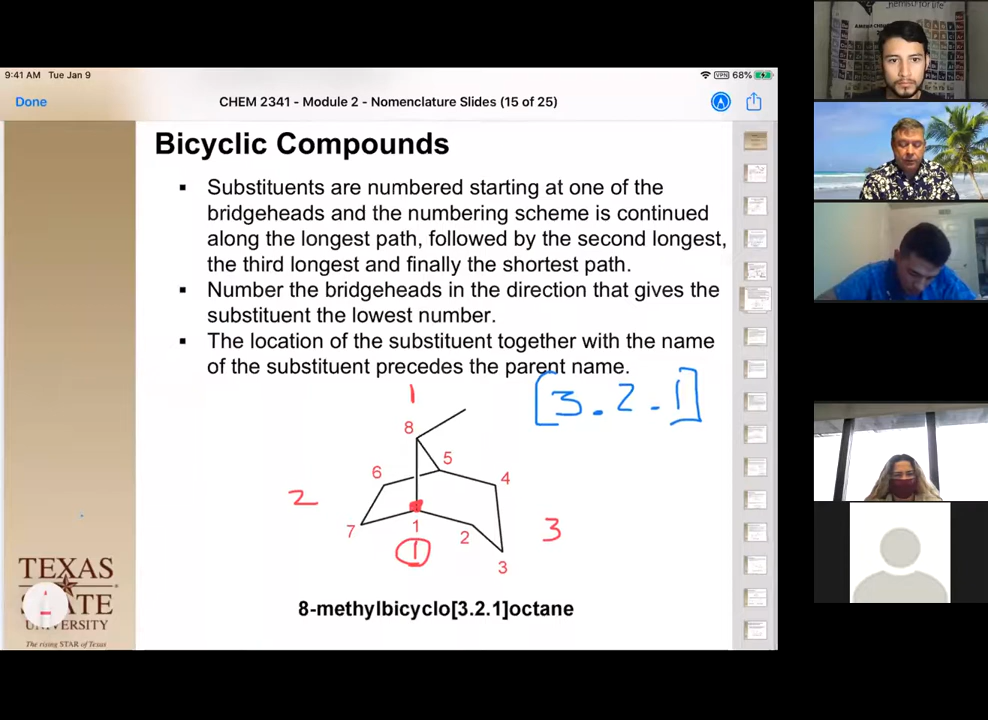 9:41 AM Tue Jan 9
VPN 68%
Done
CHEM 2341 - Module 2 - Nomenclature Slides (15 of 25)
Bicyclic Compounds
▪ Substituents are numbered starting at one of the
bridgeheads and the numbering scheme is continued
along the longest path, followed by the second longest,
the third longest and finally the shortest path.
▪ Number the bridgeheads in the direction that gives the
substituent the lowest number.
▪ The location of the substituent together with the name
of the substituent precedes the parent name.
[3.2.1]
1
8
5
6
4
2
7
1
2
3
1
3
8-methylbicyclo[3.2.1]octane
TEXAS
STATE
UNIVERSITY
The rising STAR of Texas